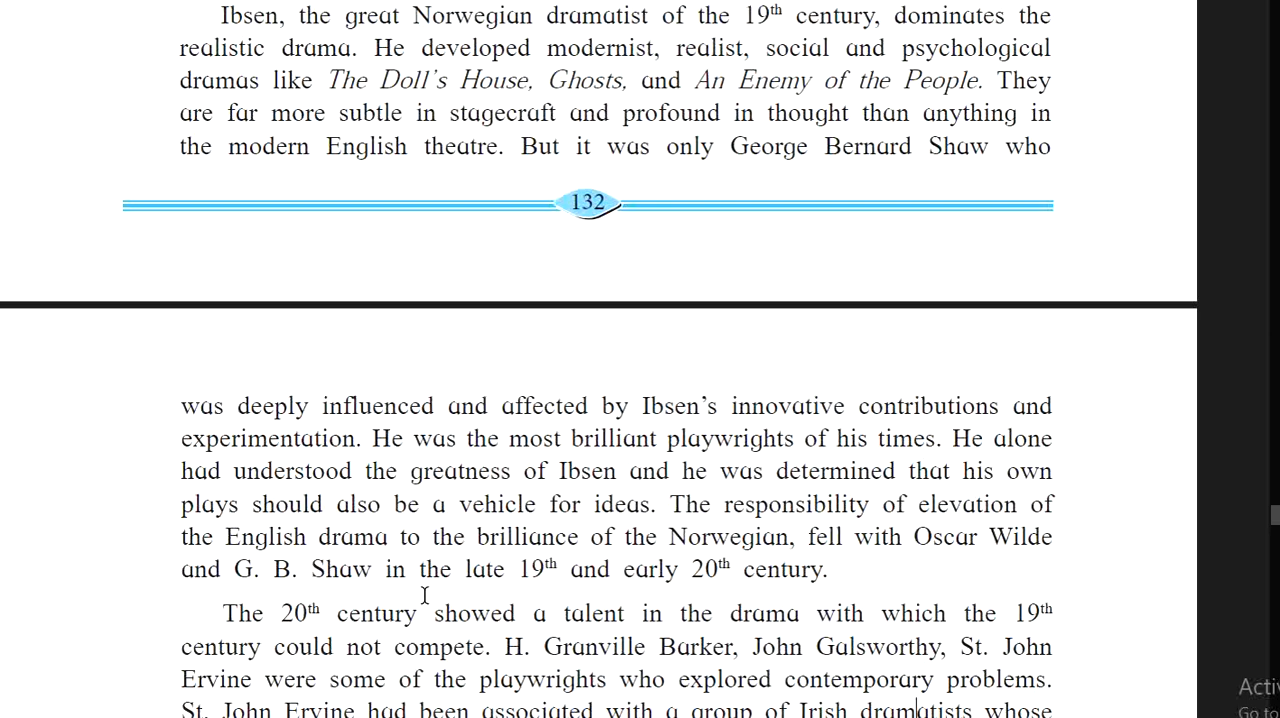 Ibsen, the great Norwegian dramatist of the 19th century, dominates the
realistic drama. He developed modernist, realist, social and psychological
dramas like The Doll's House, Ghosts, and An Enemy of the People. They
are far more subtle in stagecraft and profound in thought than anything in
the modern English theatre. But it was only George Bernard Shaw who
132
was deeply influenced and affected by Ibsen's innovative contributions and
experimentation. He was the most brilliant playwrights of his times. He alone
had understood the greatness of Ibsen and he was determined that his own
plays should also be a vehicle for ideas. The responsibility of elevation of
the English drama to the brilliance of the Norwegian, fell with Oscar Wilde
and G. B. Shaw in the late 19th and early 20th century.
The 20th century showed a talent in the drama with which the 19th
century could not compete. H. Granville Barker, John Galsworthy, St. John
Ervine were some of the playwrights who explored contemporary problems.
St. John Ervine had been associated with a group of Irish dramatists whose
Go to